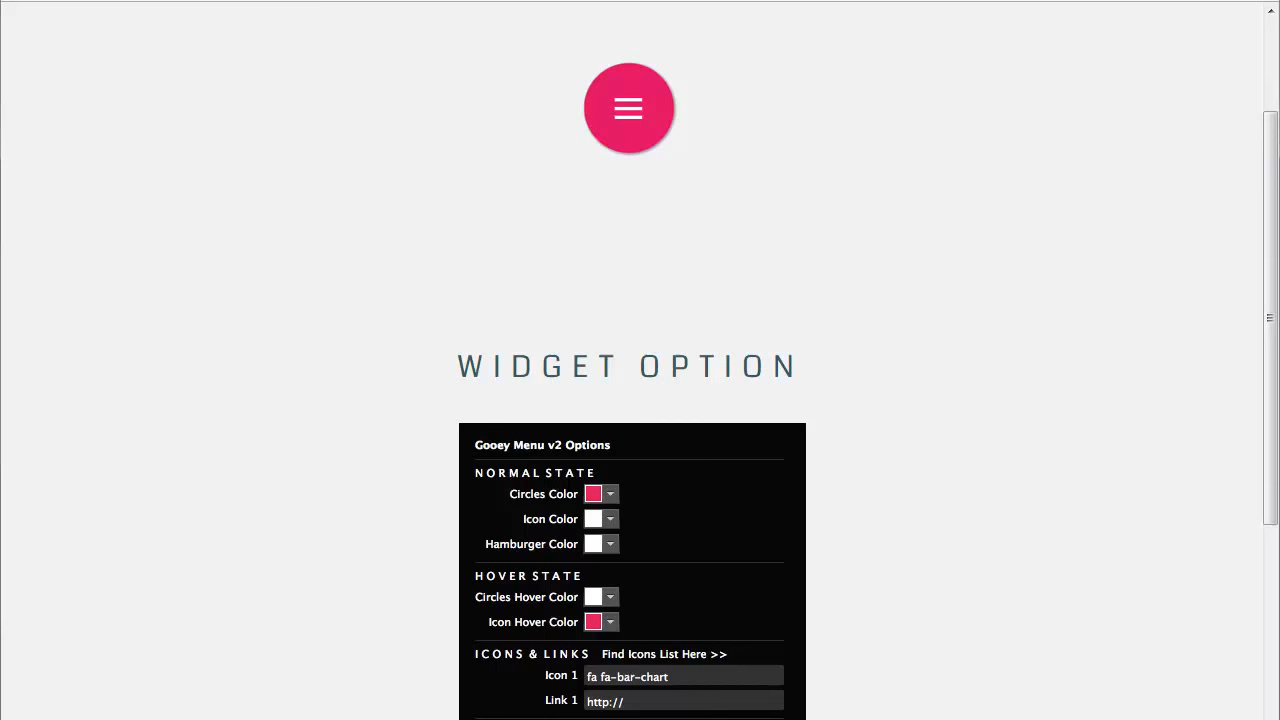 WIDGET OPTION
Gooey Menu v2 Options
NORMAL STATE
Circles Color
Icon Color
Hamburger Color
HOVER STATE
Circles Hover Color
Icon Hover Color
ICONS & LINKS Find Icons List Here >>
Icon 1 fa fa-bar-chart
Link 1 http://